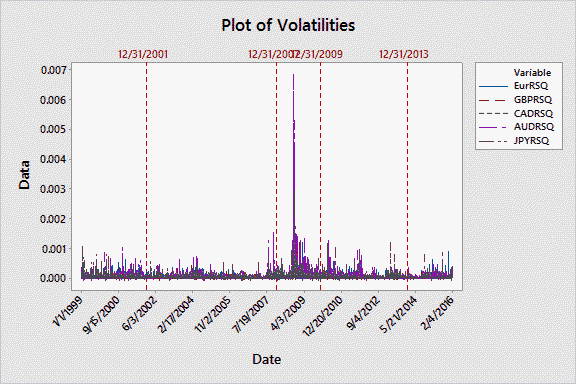 Plot of Volatilities
12/31/2001 12/31/2007 12/31/2009 12/31/2013
Variable
EurRSQ
GBPRSQ
CADRSQ
AUDRSQ
JPYRSQ
0.007
0.006
0.005
0.004
0.003
0.002
0.001
0.000
Data
1/1/1999 9/15/2000 6/3/2002 2/17/2004 11/2/2005 7/19/2007 4/3/2009 12/20/2010 9/4/2012 5/21/2014 2/4/2016
Date